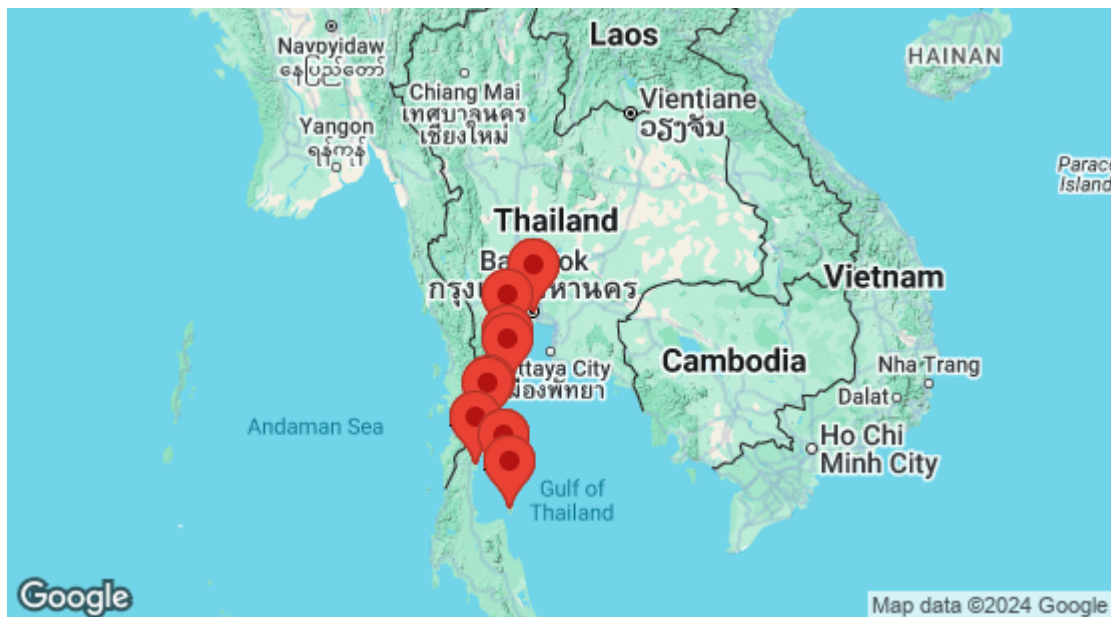 Laos
HAINAN
Naypyidaw
နေပြည်တော်
Chiang Mai
เทศบาลนคร
เชียงใหม่
Vientiane
ວຽງຈັນ
Yangon
ရန်ကုန်
Thailand
Vietnam
Cambodia
Nha Trang
Dalat
Andaman Sea
Ho Chi
Minh City
Gulf of
Thailand
Google
Map data ©2024 Google